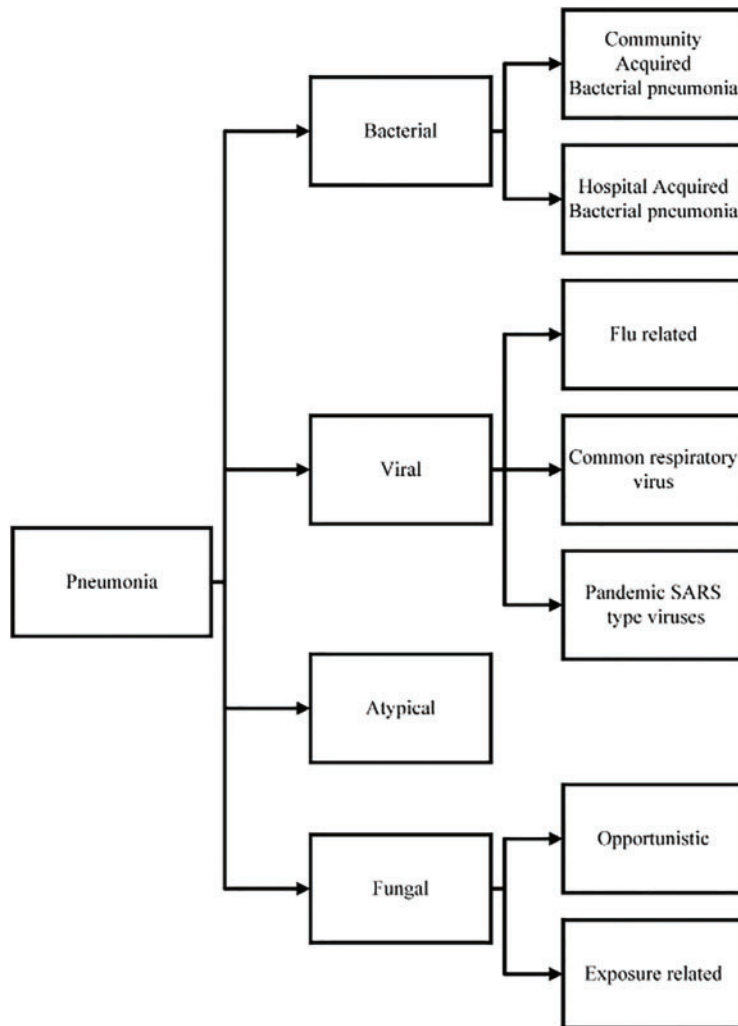 Community
Acquired
Bacterial pneumonia
Bacterial
Hospital Acquired
Bacterial pneumonia
Flu related
Viral
Common respiratory
virus
Pneumonia
Pandemic SARS
type viruses
Atypical
Opportunistic
Fungal
Exposure related